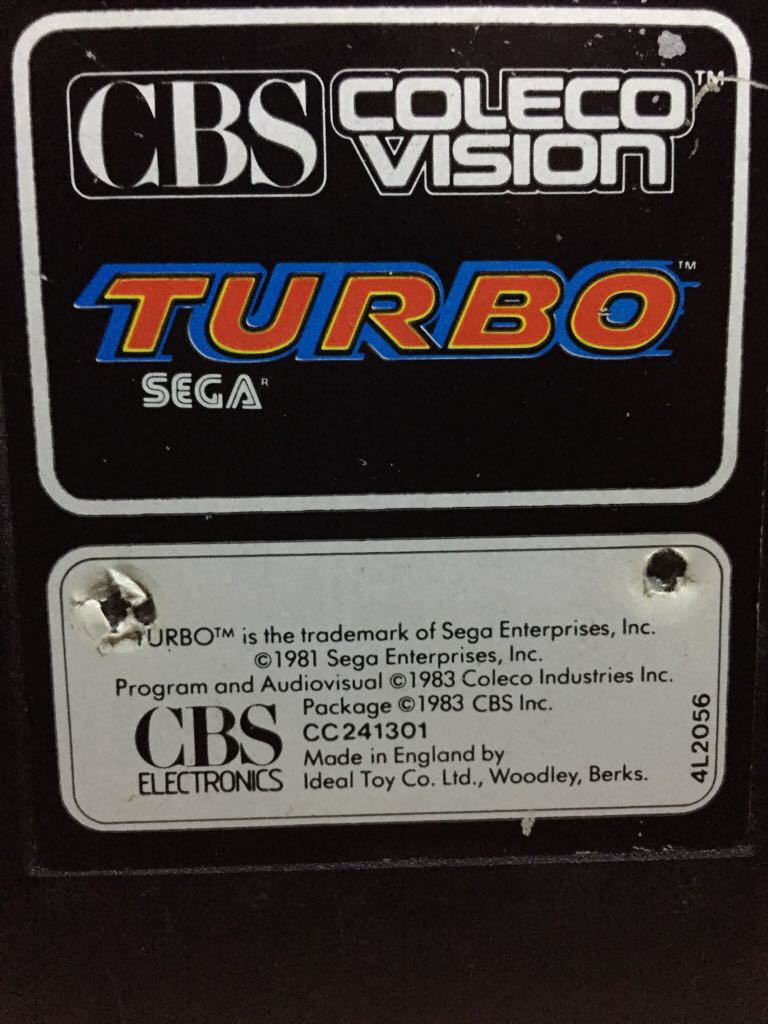 CBS COLECO VISION™
TURBO™
SEGA®
TURBO™ is the trademark of Sega Enterprises, Inc.
©1981 Sega Enterprises, Inc.
Program and Audiovisual ©1983 Coleco Industries Inc.
Package ©1983 CBS Inc.
CC241301
Made in England by
Ideal Toy Co. Ltd., Woodley, Berks.
CBS
ELECTRONICS
4L2056